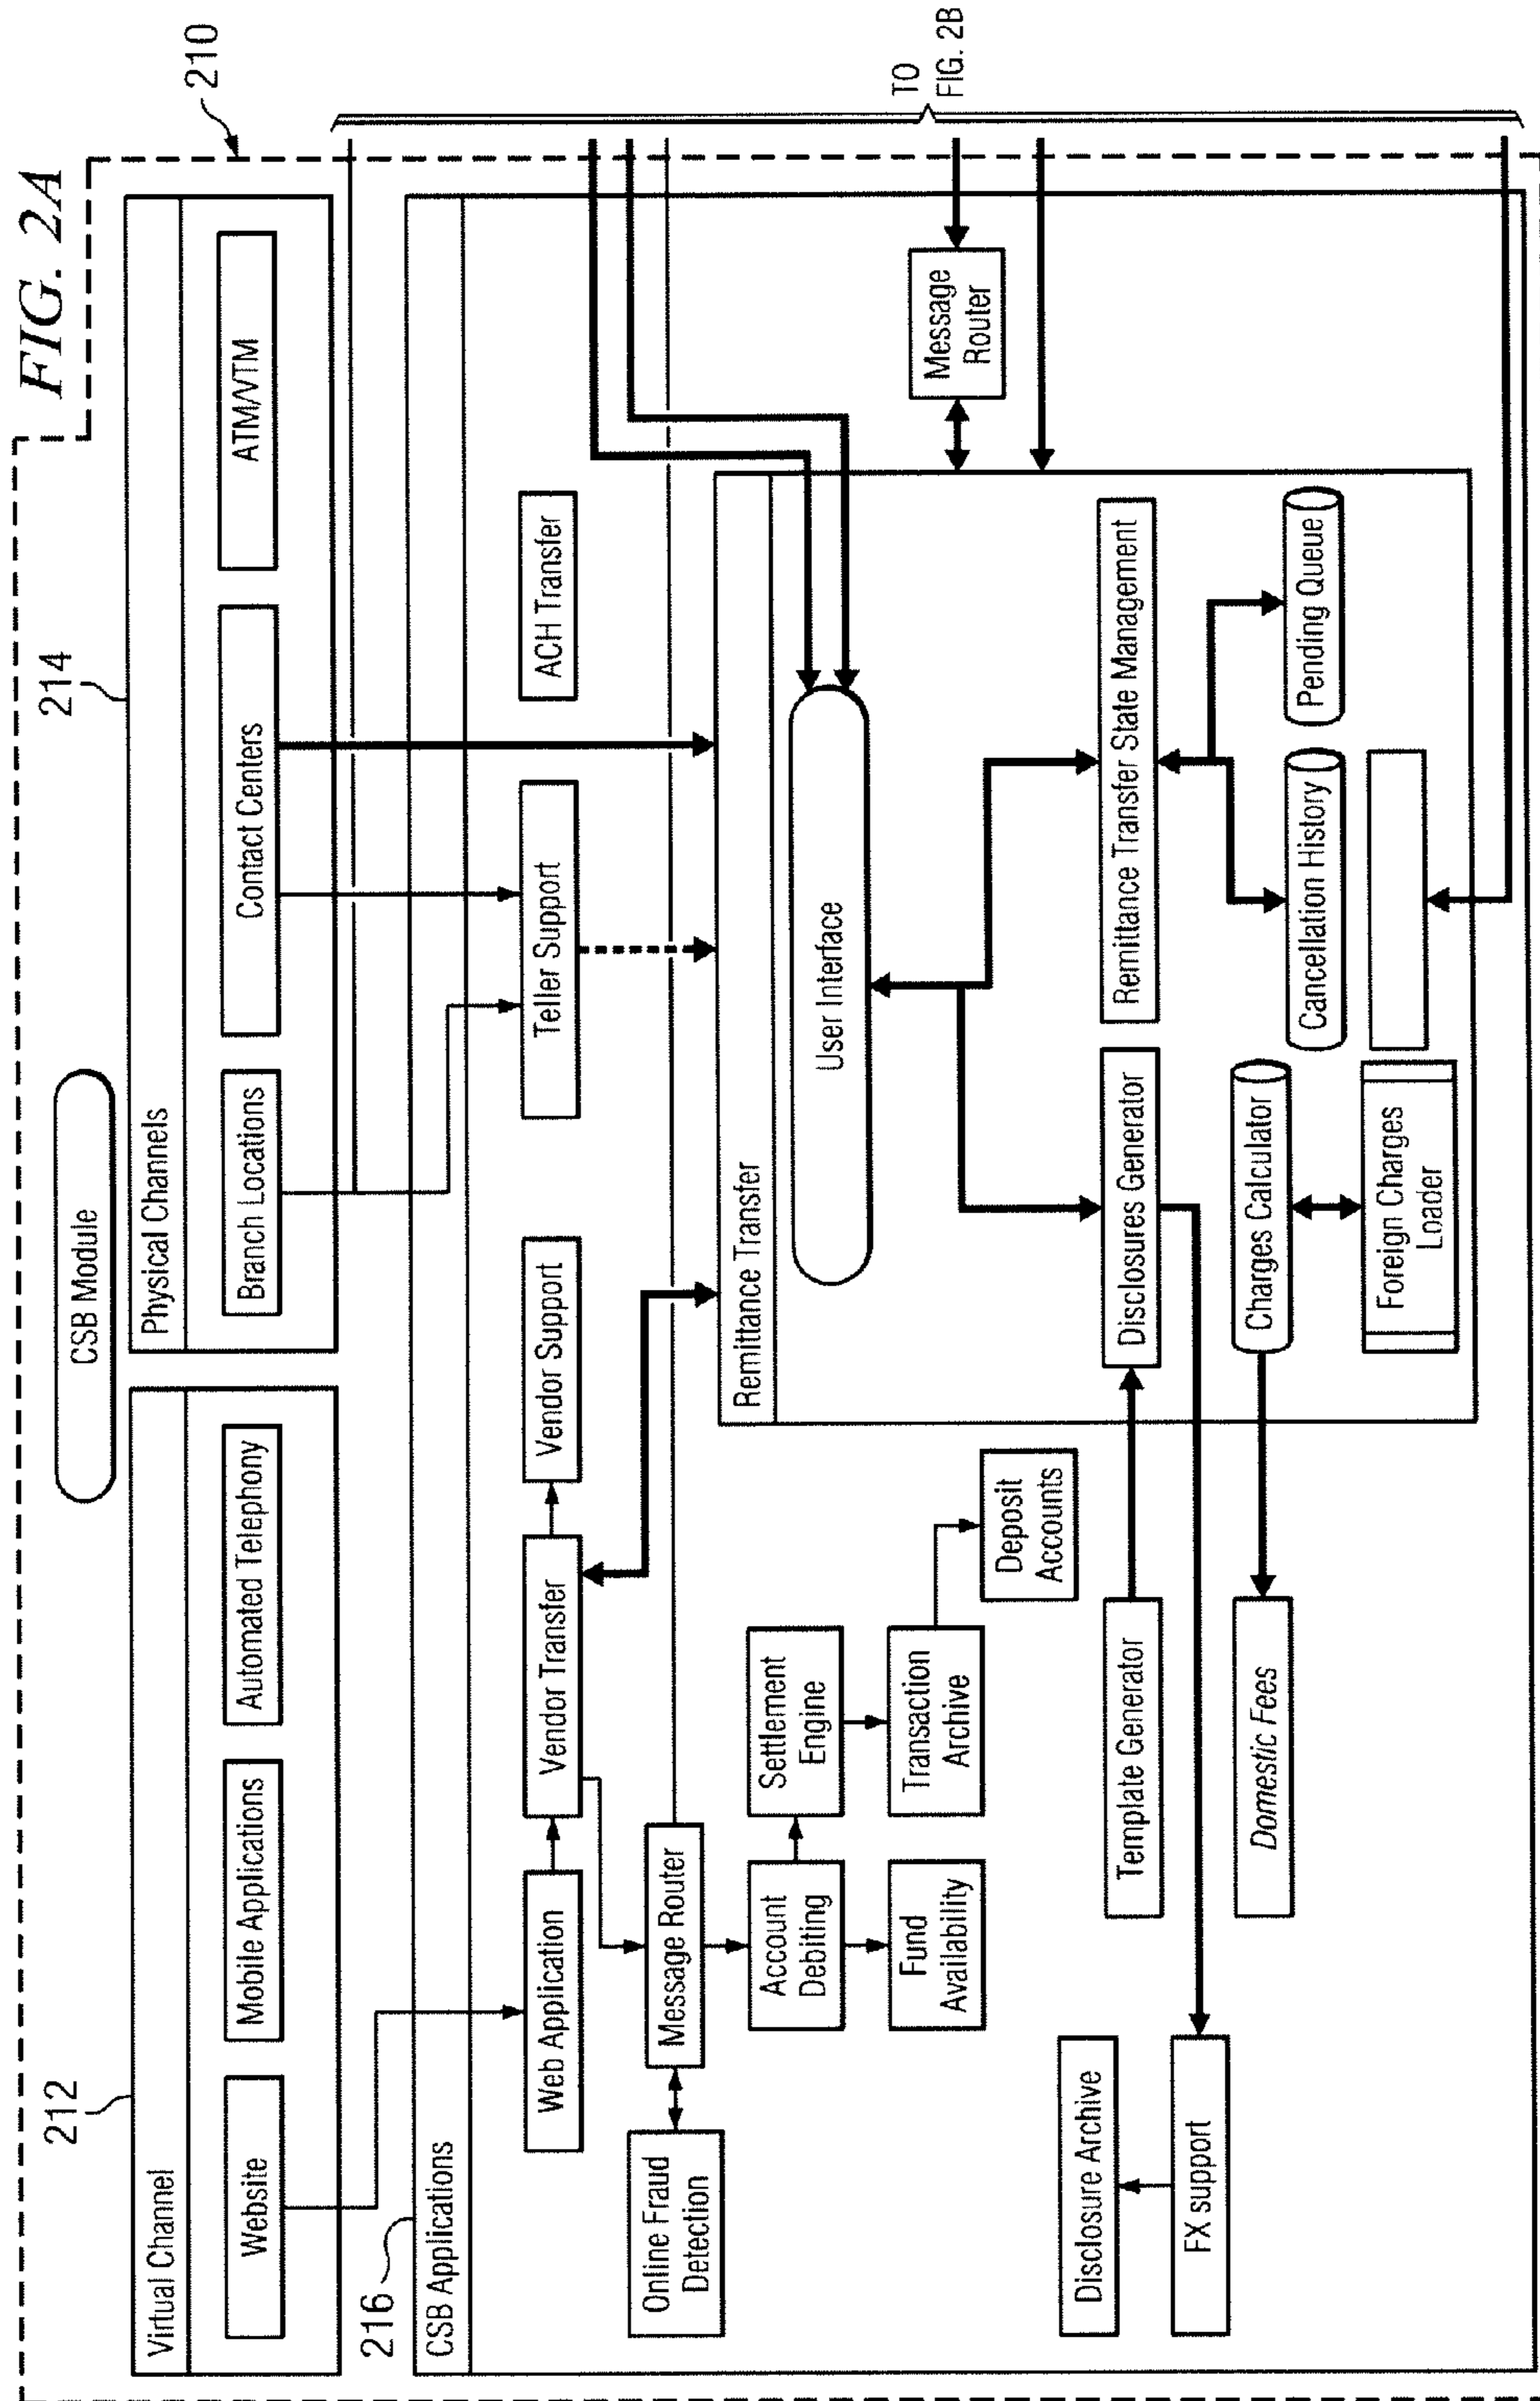 FIG. 2A
210
CSB Module
212
Virtual Channel
Website
Mobile Applications
Automated Telephony
214
Physical Channels
Branch Locations
Contact Centers
ATM/VTM
216
CSB Applications
Web Application
Vendor Transfer
Vendor Support
Teller Support
ACH Transfer
Online Fraud
Detection
Message Router
Account
Debiting
Settlement
Engine
Fund
Availability
Transaction
Archive
Deposit
Accounts
Remittance Transfer
User Interface
Message
Router
TO
FIG. 2B
Disclosure Archive
FX support
Template Generator
Domestic Fees
Disclosures Generator
Remittance Transfer State Management
Charges Calculator
Cancellation History
Pending Queue
Foreign Charges
Loader